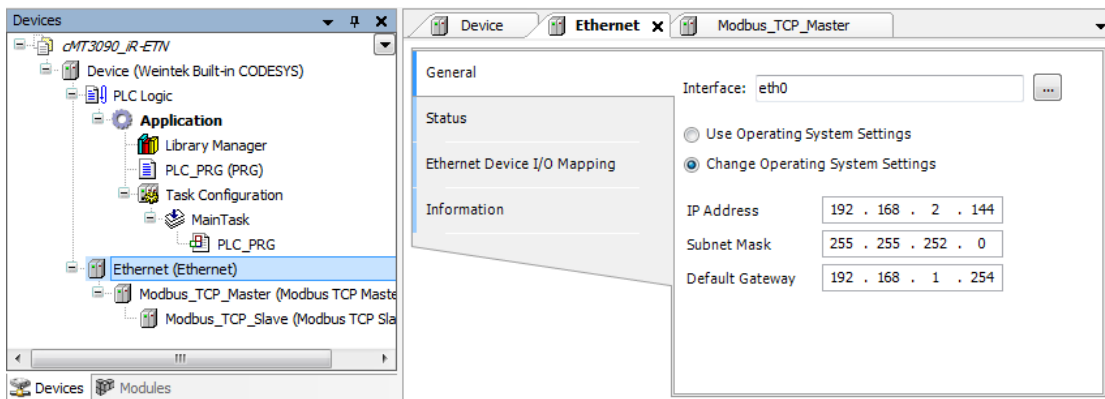 Devices
cMT3090_iR-ETN
Device (Weintek Built-in CODESYS)
PLC Logic
Application
Library Manager
PLC_PRG (PRG)
Task Configuration
MainTask
PLC_PRG
Ethernet (Ethernet)
Modbus_TCP_Master (Modbus TCP Maste
Modbus_TCP_Slave (Modbus TCP Sla
Devices
Modules
Device
Ethernet
Modbus_TCP_Master
General
Status
Ethernet Device I/O Mapping
Information
Interface: eth0 ...
Use Operating System Settings
Change Operating System Settings
IP Address 192 . 168 . 2 . 144
Subnet Mask 255 . 255 . 252 . 0
Default Gateway 192 . 168 . 1 . 254